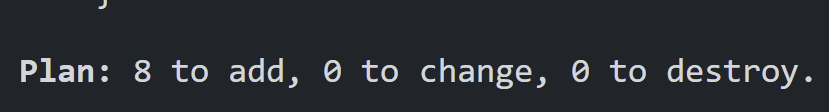 Plan: 8 to add, 0 to change, 0 to destroy.